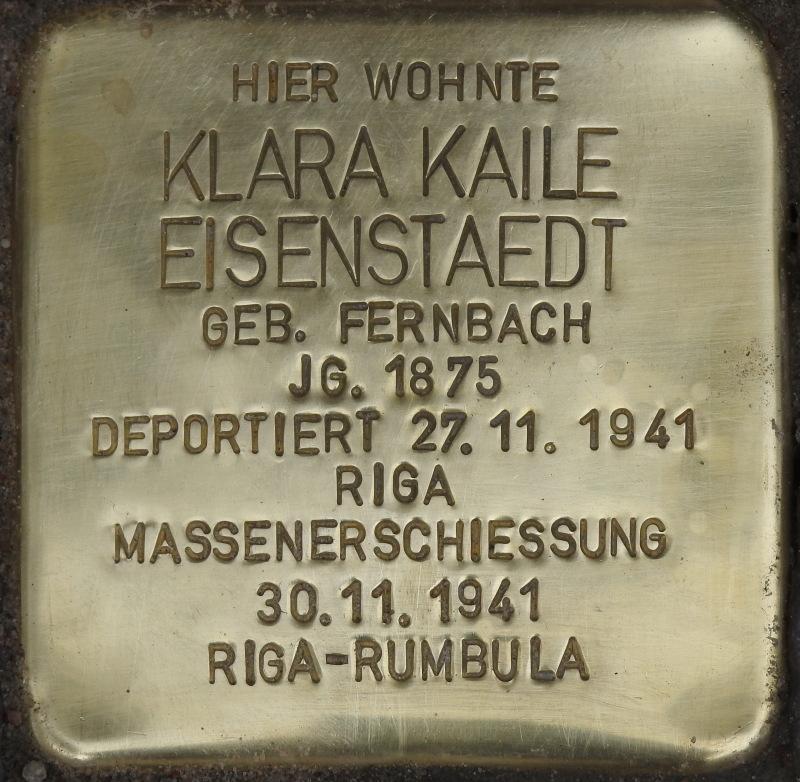 HIER WOHNTE
KLARA KAILE
EISENSTAEDT
GEB. FERNBACH
JG. 1875
DEPORTIERT 27. 11. 1941
RIGA
MASSENERSCHIESSUNG
30. 11. 1941
RIGA-RUMBULA